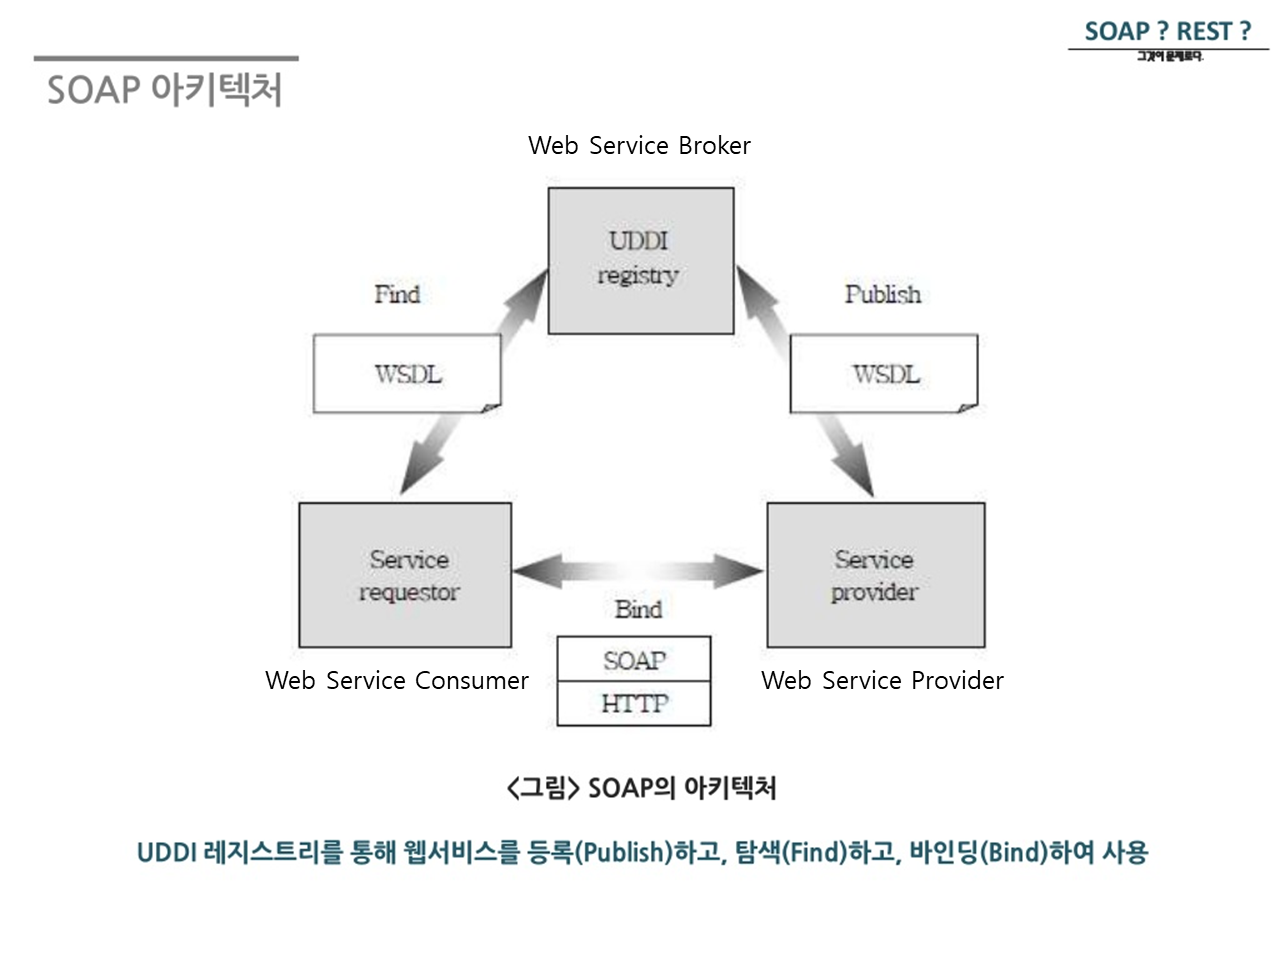 SOAP ? REST ?
그것이 문제로다.
SOAP 아키텍처
Web Service Broker
UDDI
registry
Find
Publish
WSDL
WSDL
Service
requestor
Service
provider
Bind
SOAP
HTTP
Web Service Consumer
Web Service Provider
<그림> SOAP의 아키텍처
UDDI 레지스트리를 통해 웹서비스를 등록(Publish)하고, 탐색(Find)하고, 바인딩(Bind)하여 사용